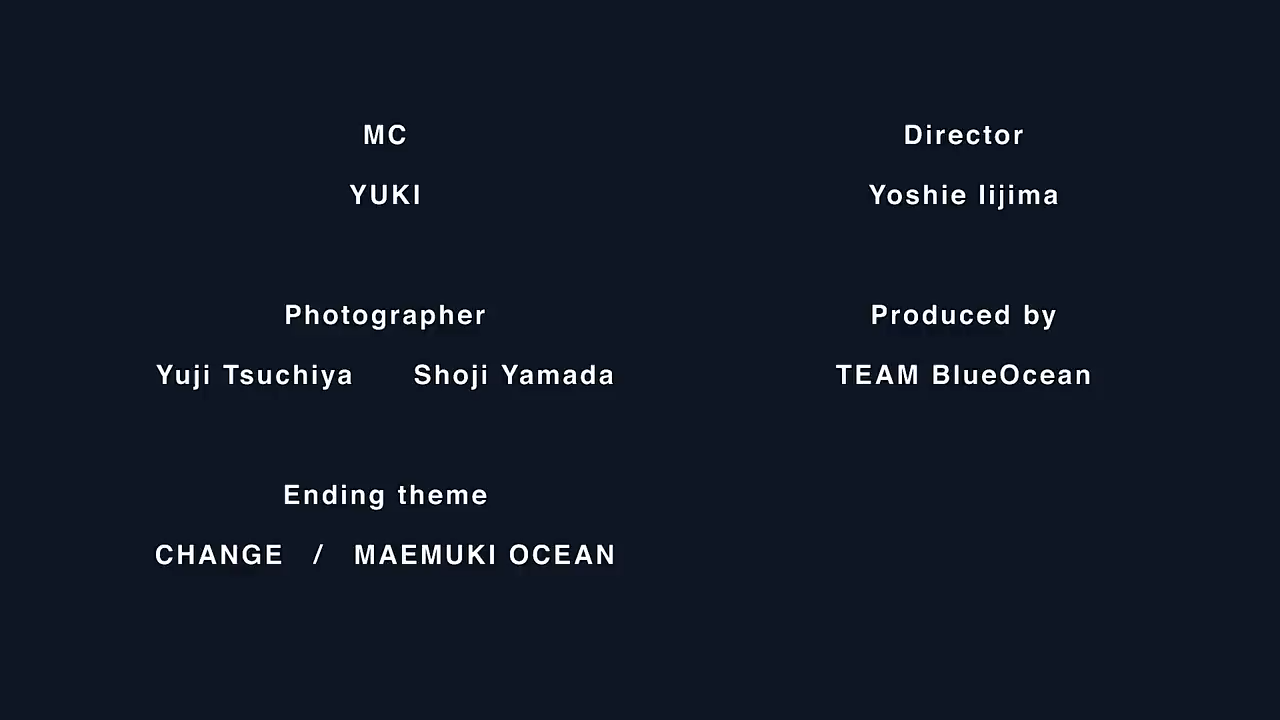 MC
YUKI
Photographer
Yuji Tsuchiya Shoji Yamada
Ending theme
CHANGE / MAEMUKI OCEAN
Director
Yoshie Iijima
Produced by
TEAM BlueOcean